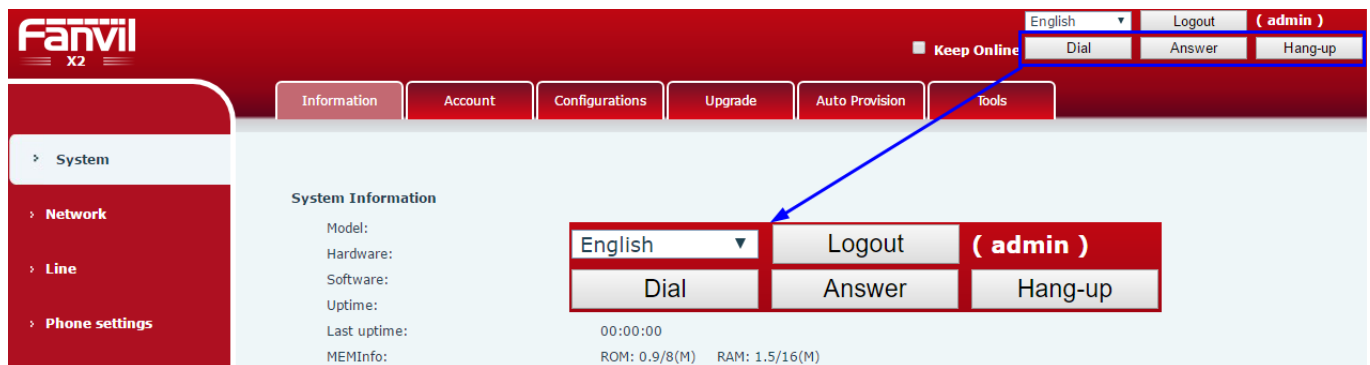 Fanvil
X2
English Logout ( admin )
Keep Online Dial Answer Hang-up
Information Account Configurations Upgrade Auto Provision Tools
System
Network
Line
Phone settings
System Information
Model:
Hardware:
Software:
Uptime:
Last uptime: 00:00:00
MEMInfo: ROM: 0.9/8(M) RAM: 1.5/16(M)
English Logout ( admin )
Dial Answer Hang-up